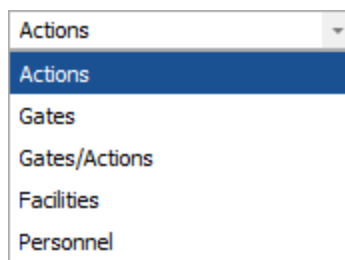 Actions
Actions
Gates
Gates/Actions
Facilities
Personnel